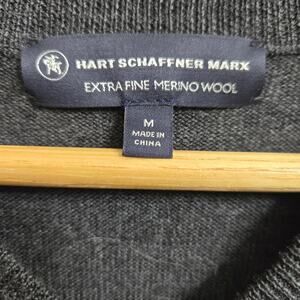 HART SCHAFFNER MARX
EXTRA FINE MERINO WOOL
M
MADE IN
CHINA